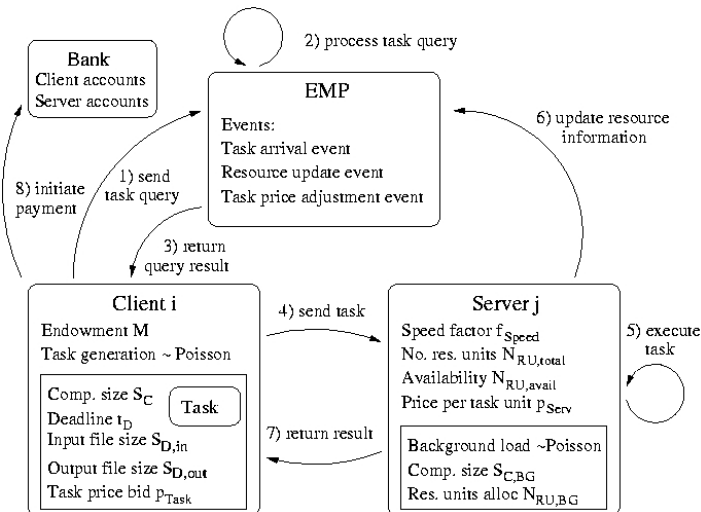 2) process task query
Bank
Client accounts
Server accounts
EMP
Events:
Task arrival event
Resource update event
Task price adjustment event
6) update resource
information
1) send
task query
8) initiate
payment
3) return
query result
Client i
Endowment M
Task generation ~ Poisson
Comp. size S_C
Task
Deadline t_D
Input file size S_D,in
Output file size S_D,out
Task price bid p_Task
4) send task
7) return result
Server j
Speed factor f_Speed
No. res. units N_RU,total
Availability N_RU,avail
Price per task unit p_Serv
Background load ~Poisson
Comp. size S_C,BG
Res. units alloc N_RU,BG
5) execute
task